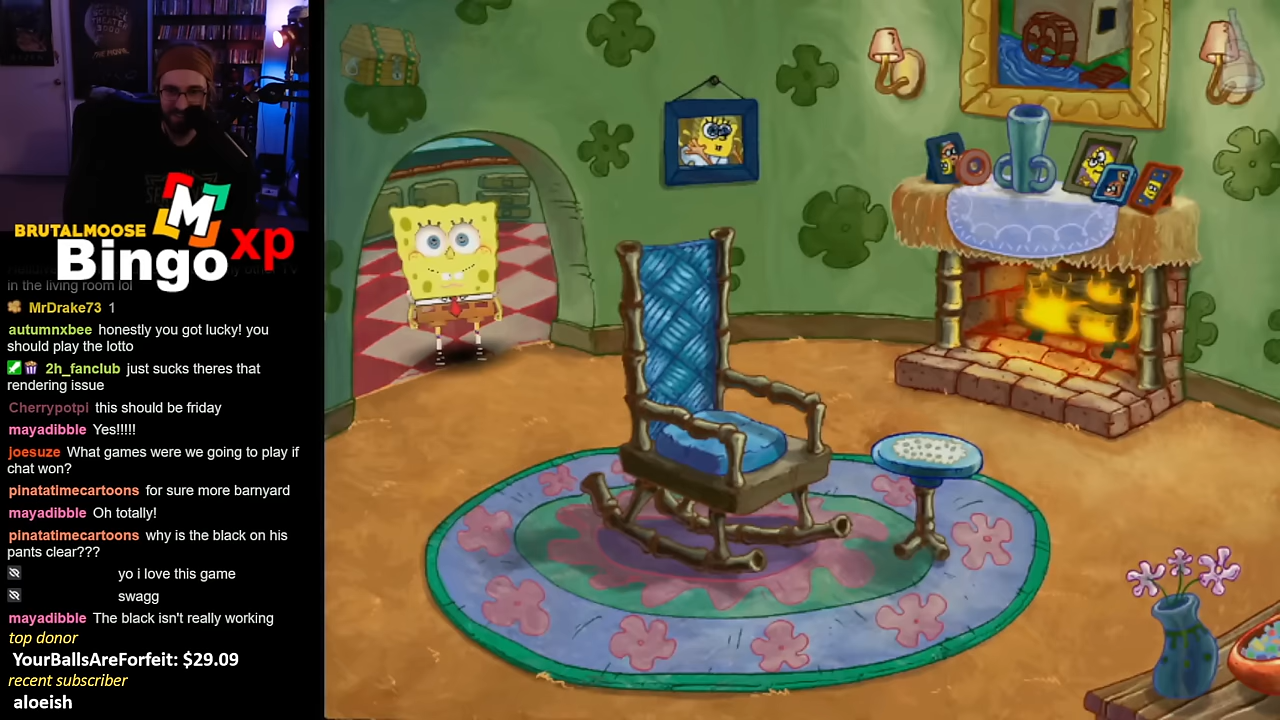 BRUTALMOOSE
M
Bingo xp
in the living room lol
MrDrake73 1
autumnxbee honestly you got lucky! you
should play the lotto
2h_fanclub just sucks theres that
rendering issue
Cherrypotpi this should be friday
mayadibble Yes!!!!!
joesuze What games were we going to play if
chat won?
pinatatimecartoons for sure more barnyard
mayadibble Oh totally!
pinatatimecartoons why is the black on his
pants clear???
yo i love this game
swagg
mayadibble The black isn't really working
top donor
YourBallsAreForfeit: $29.09
recent subscriber
aloeish